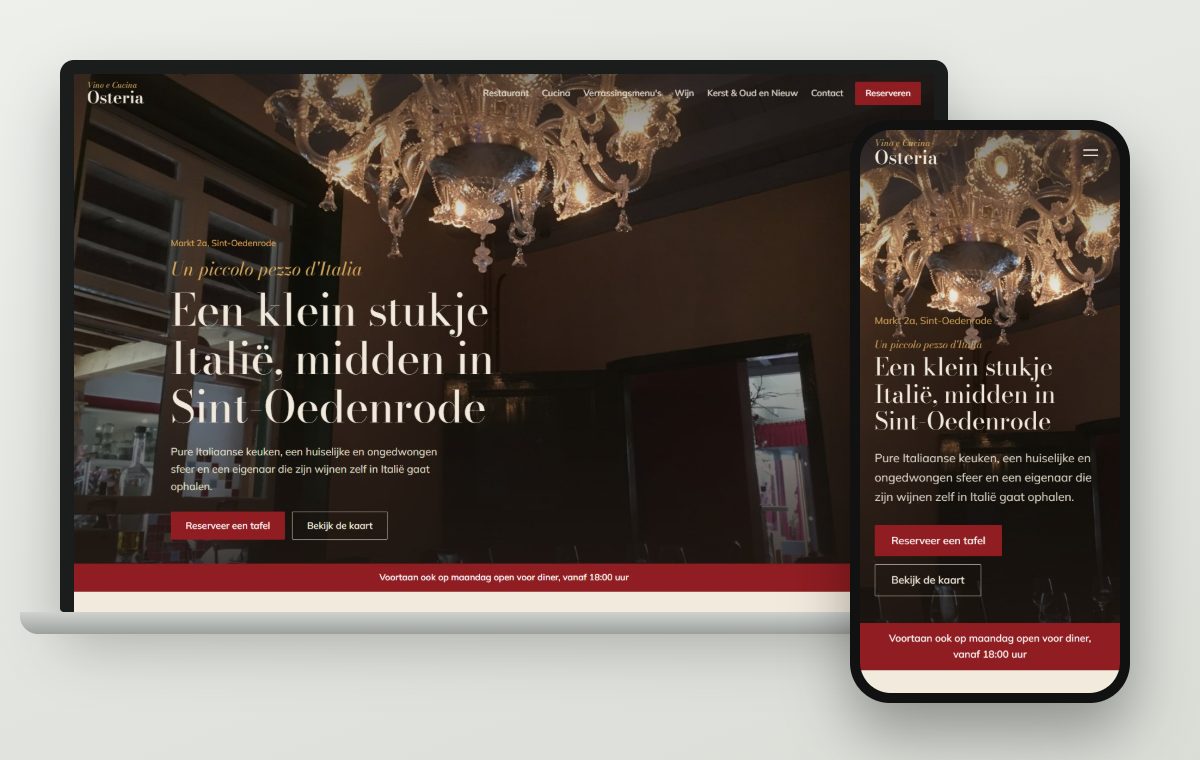 Vino e Cucina
Osteria
Restaurant Cucina Verrassingsmenu's Wijn Kerst & Oud en Nieuw Contact Reserveren
Markt 2a, Sint-Oedenrode
Un piccolo pezzo d'Italia
Een klein stukje
Italië, midden in
Sint-Oedenrode
Pure Italiaanse keuken, een huiselijke en ongedwongen
sfeer en een eigenaar die zijn wijnen zelf in Italië gaat
ophalen.
Reserveer een tafel Bekijk de kaart
Voortaan ook op maandag open voor diner, vanaf 18:00 uur
Vino e Cucina
Osteria
Markt 2a, Sint-Oedenrode
Un piccolo pezzo d'Italia
Een klein stukje
Italië, midden in
Sint-Oedenrode
Pure Italiaanse keuken, een huiselijke en
ongedwongen sfeer en een eigenaar die
zijn wijnen zelf in Italië gaat ophalen.
Reserveer een tafel
Bekijk de kaart
Voortaan ook op maandag open voor diner,
vanaf 18:00 uur